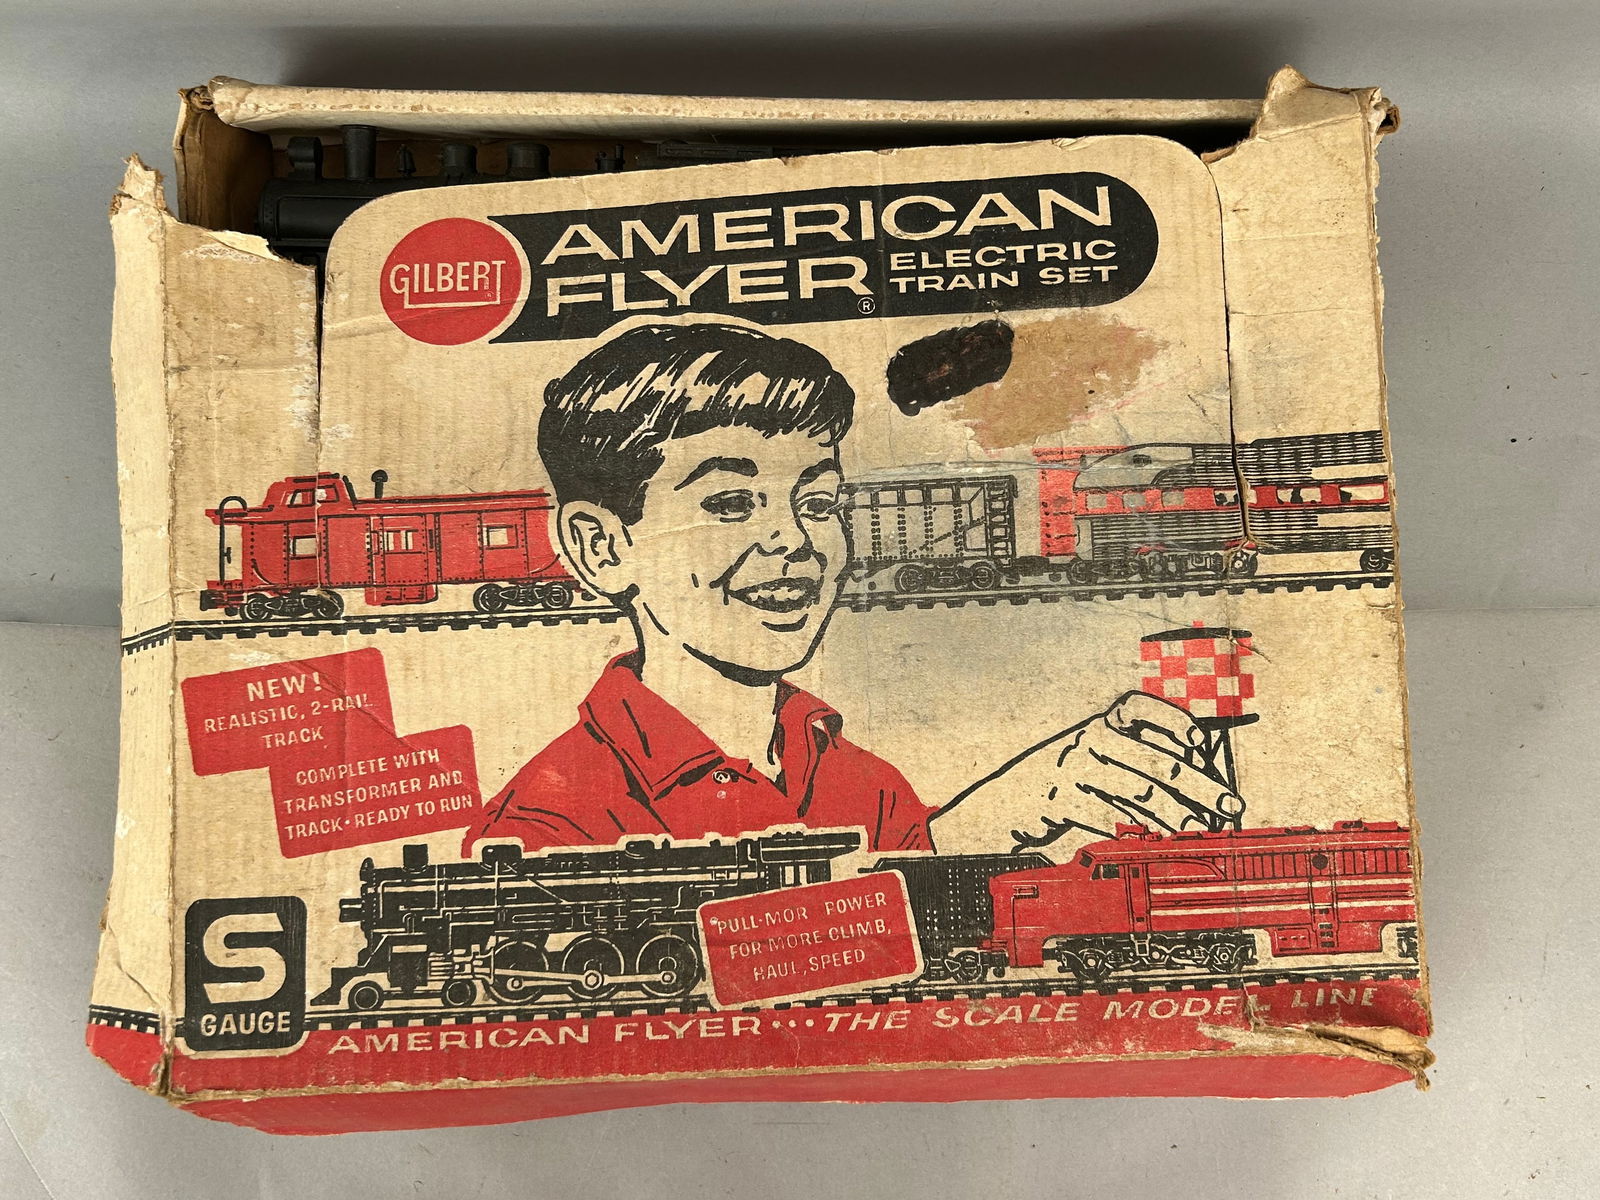 GILBERT
AMERICAN
FLYER®
ELECTRIC
TRAIN SET
NEW!
REALISTIC, 2-RAIL
TRACK
COMPLETE WITH
TRANSFORMER AND
TRACK • READY TO RUN
S
GAUGE
PULL-MOR POWER
FOR MORE CLIMB,
HAUL, SPEED
AMERICAN FLYER•••THE SCALE MODEL LINE